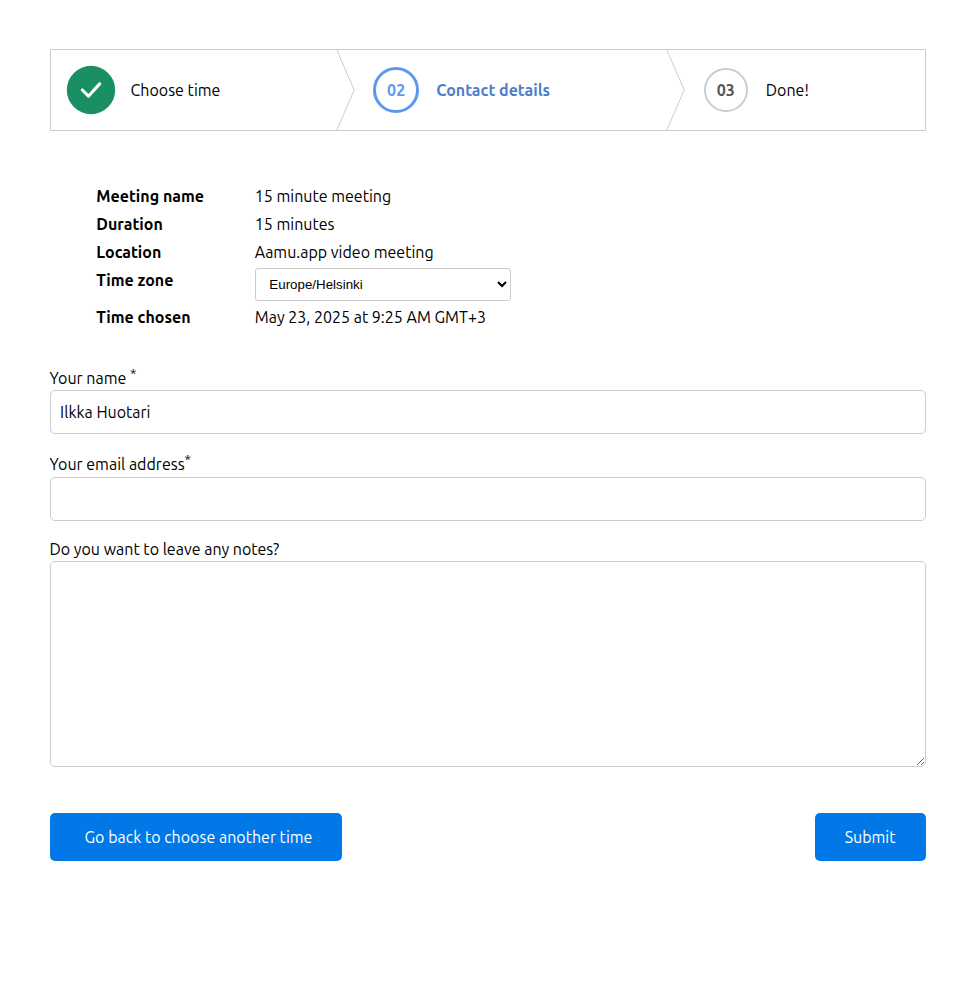 Choose time
02 Contact details
03 Done!
Meeting name 15 minute meeting
Duration 15 minutes
Location Aamu.app video meeting
Time zone Europe/Helsinki
Time chosen May 23, 2025 at 9:25 AM GMT+3
Your name *
Ilkka Huotari
Your email address*
Do you want to leave any notes?
Go back to choose another time
Submit